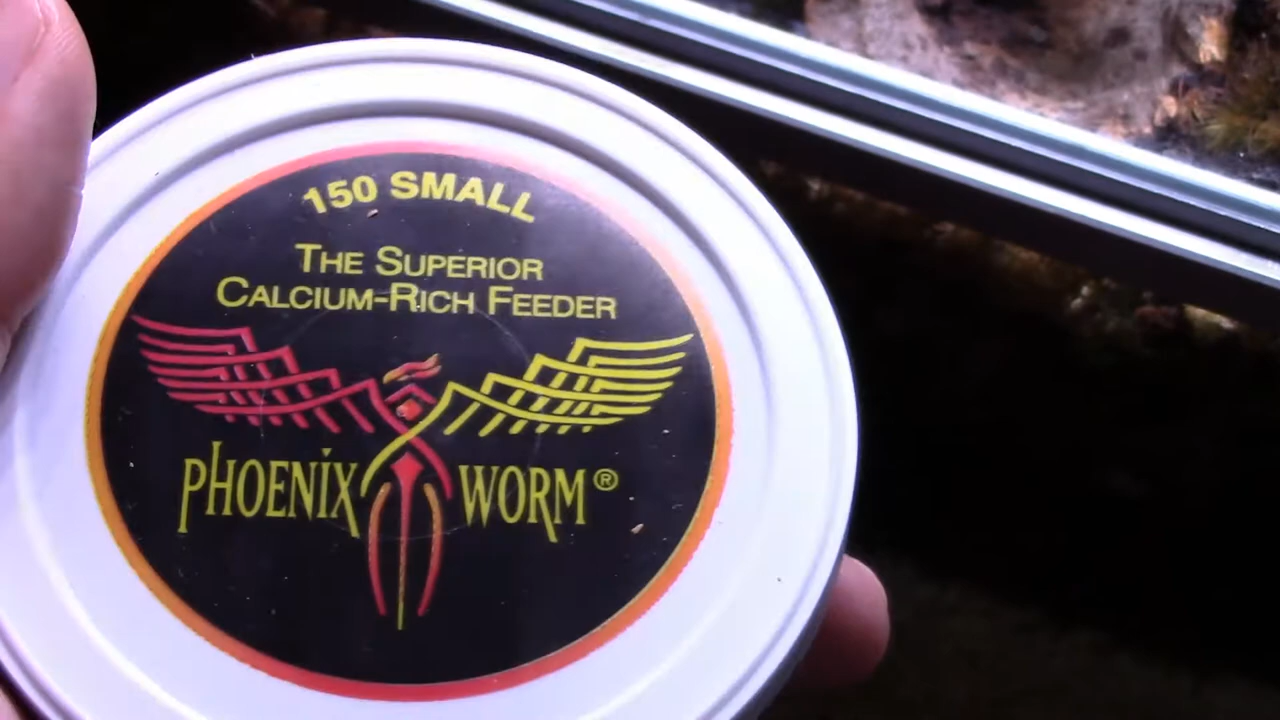 150 SMALL
THE SUPERIOR
CALCIUM-RICH FEEDER
PHOENIX WORM®